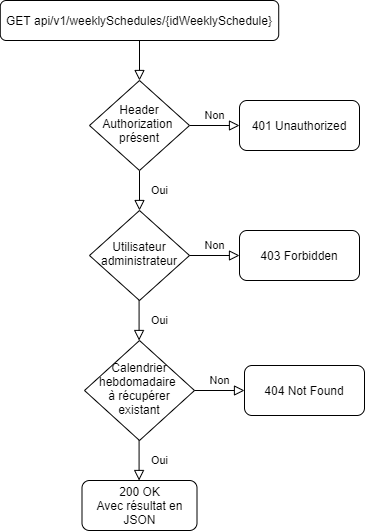 GET api/v1/weeklySchedules/{idWeeklySchedule}
Header
Authorization
présent
Non
401 Unauthorized
Oui
Utilisateur
administrateur
Non
403 Forbidden
Oui
Calendrier
hebdomadaire
à récupérer
existant
Non
404 Not Found
Oui
200 OK
Avec résultat en
JSON